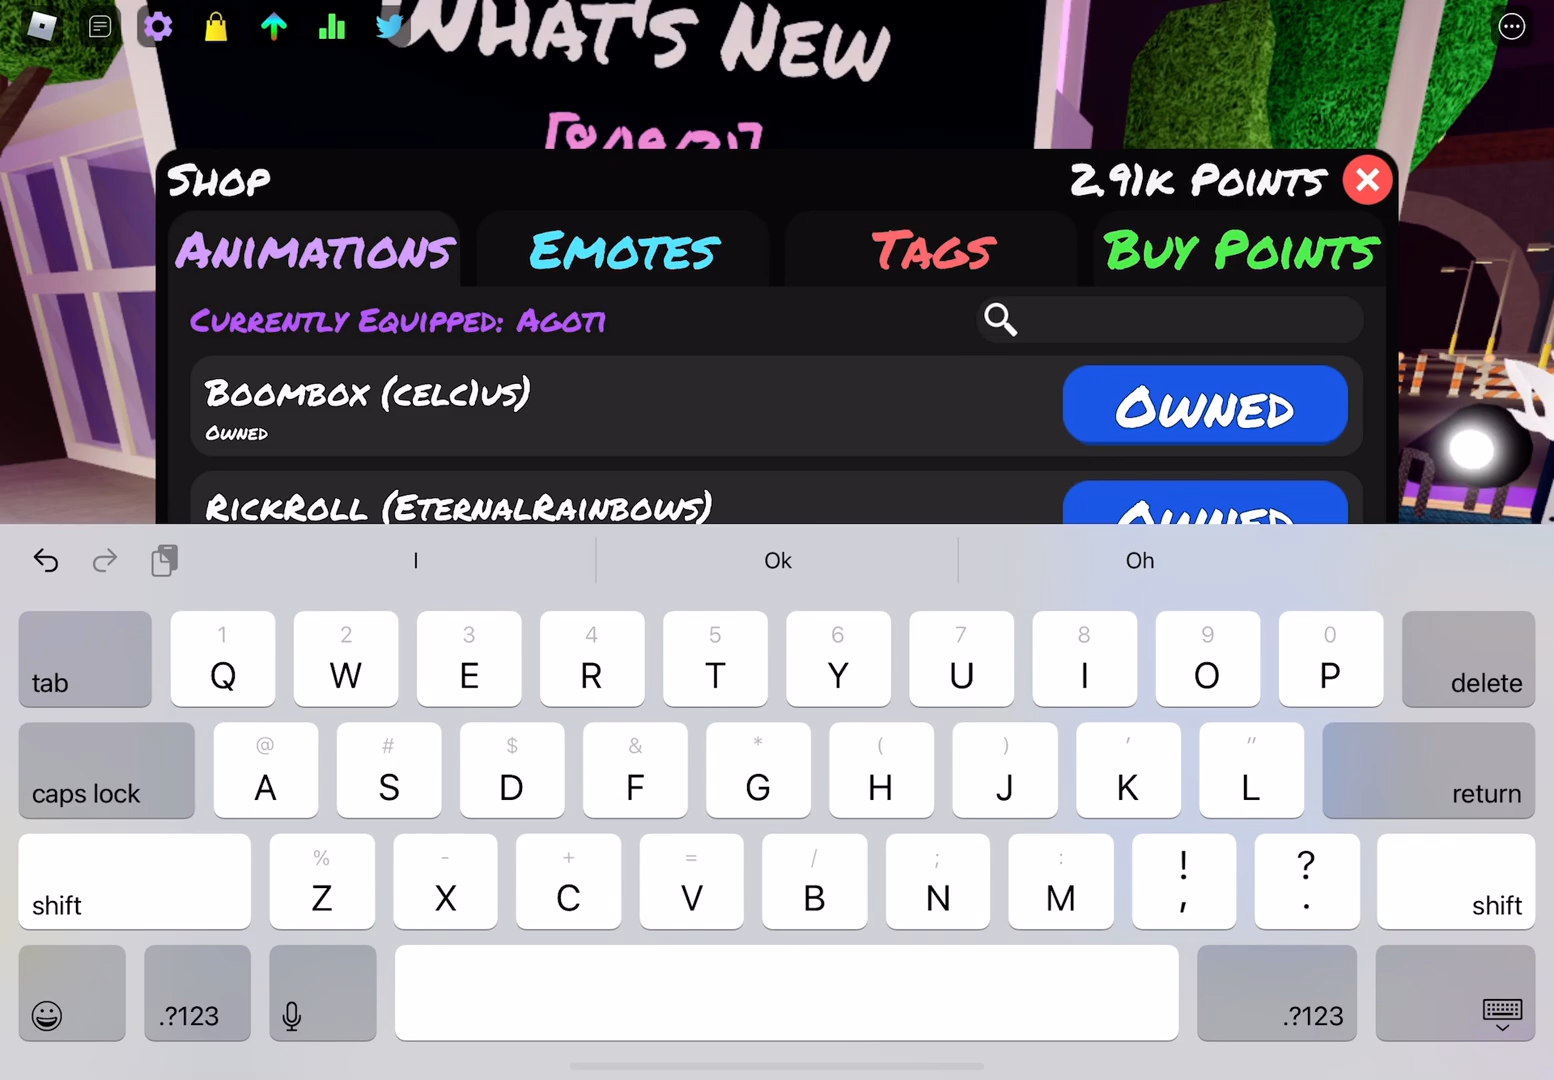 What's New
Shop
2.91k Points
Animations
Emotes
Tags
Buy Points
Currently Equipped: Agoti
Boombox (celc1us)
Owned
Owned
RickRoll (EternalRainbows)
Owned
I
Ok
Oh
tab
1 2 3 4 5 6 7 8 9 0
Q W E R T Y U I O P
delete
caps lock
@ # $ & * ( ) ' "
A S D F G H J K L
return
shift
% - + = / ; : ! ?
Z X C V B N M , .
shift
.?123
.?123